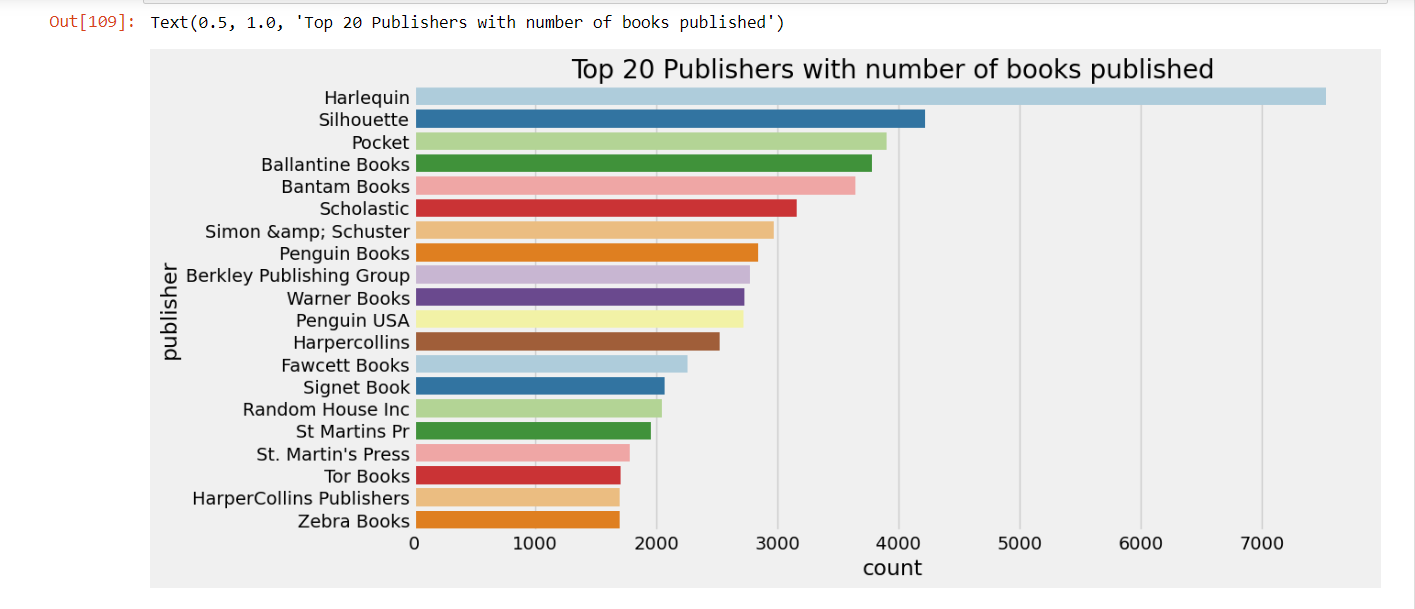 Out[109]: Text(0.5, 1.0, 'Top 20 Publishers with number of books published')
Top 20 Publishers with number of books published
Harlequin
Silhouette
Pocket
Ballantine Books
Bantam Books
Scholastic
Simon &amp; Schuster
Penguin Books
Berkley Publishing Group
Warner Books
Penguin USA
Harpercollins
Fawcett Books
Signet Book
Random House Inc
St Martins Pr
St. Martin's Press
Tor Books
HarperCollins Publishers
Zebra Books
publisher
0 1000 2000 3000 4000 5000 6000 7000
count